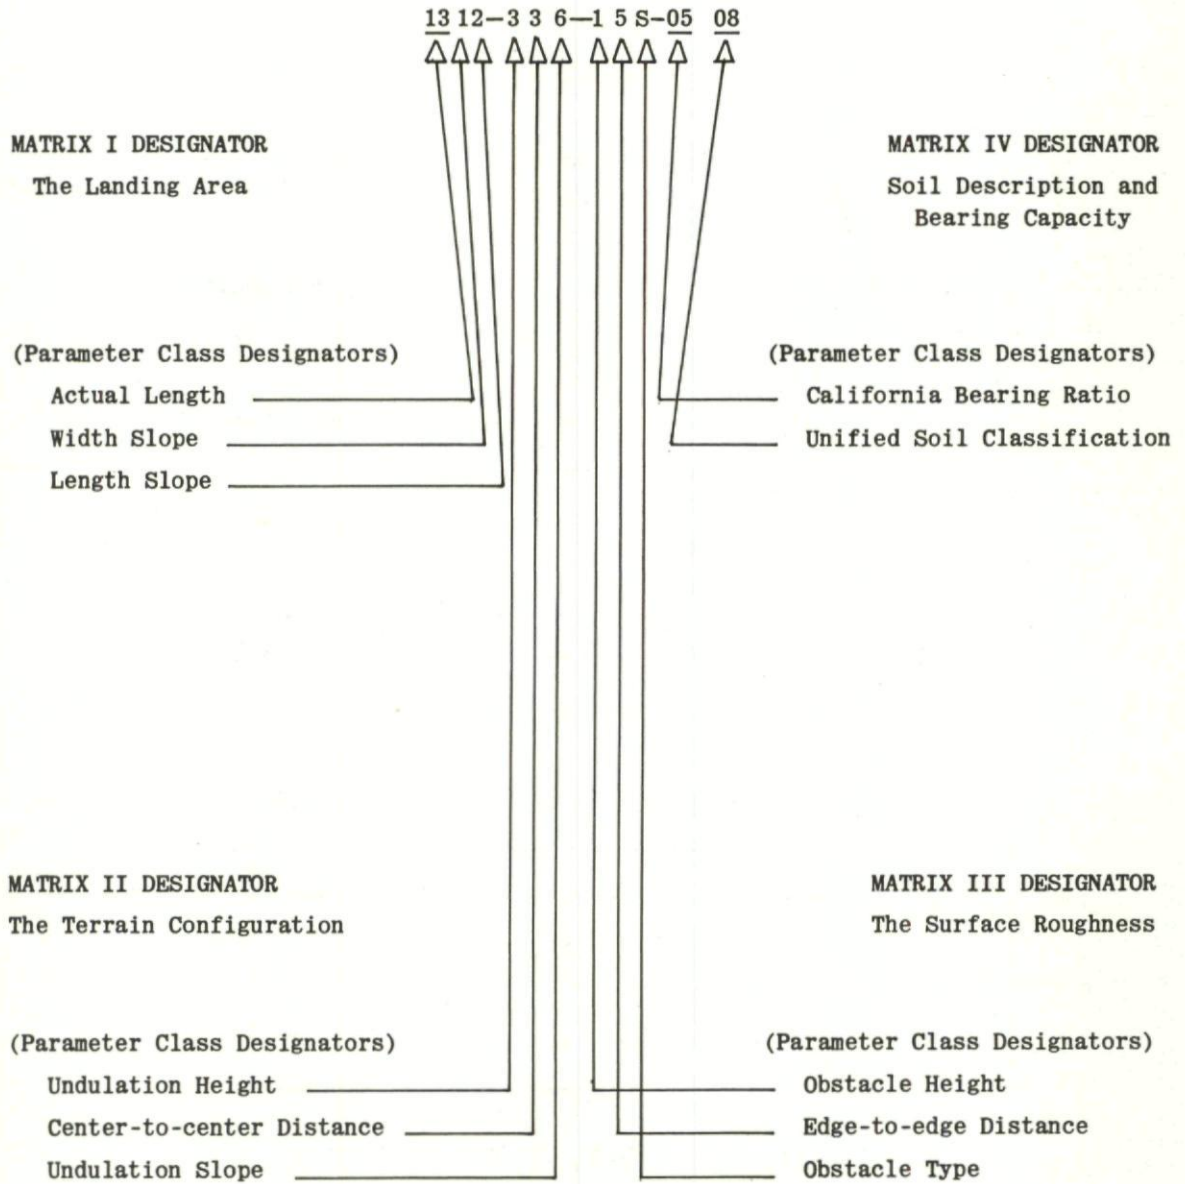 13 12-3 3 6-1 5 S-05 08
MATRIX I DESIGNATOR
The Landing Area
MATRIX IV DESIGNATOR
Soil Description and
Bearing Capacity
(Parameter Class Designators)
Actual Length
Width Slope
Length Slope
(Parameter Class Designators)
California Bearing Ratio
Unified Soil Classification
MATRIX II DESIGNATOR
The Terrain Configuration
MATRIX III DESIGNATOR
The Surface Roughness
(Parameter Class Designators)
Undulation Height
Center-to-center Distance
Undulation Slope
(Parameter Class Designators)
Obstacle Height
Edge-to-edge Distance
Obstacle Type